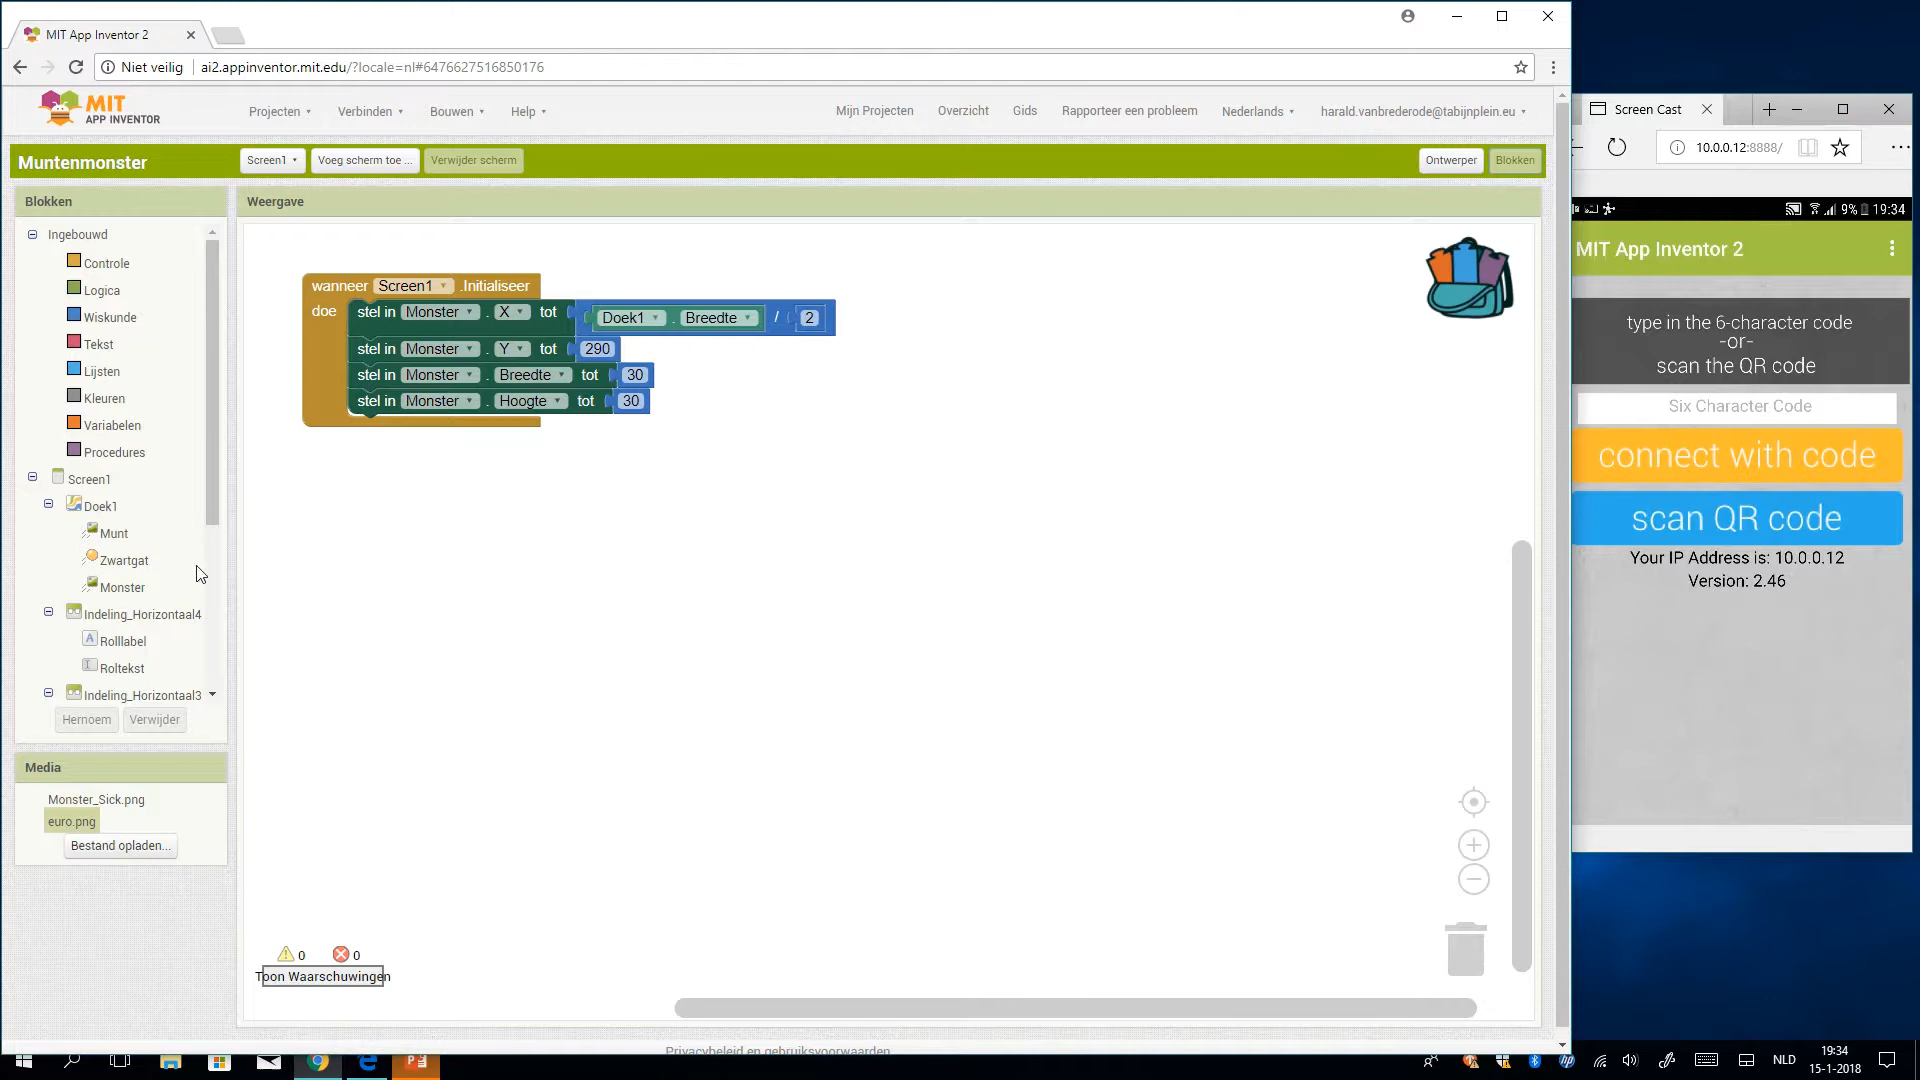 MIT App Inventor 2
Niet veilig
ai2.appinventor.mit.edu/?locale=nl#6476627516850176
MIT
APP INVENTOR
Projecten
Verbinden
Bouwen
Help
Mijn Projecten
Overzicht
Gids
Rapporteer een probleem
Nederlands
harald.vanbrederode@tabijnplein.eu
Muntenmonster
Screen1
Voeg scherm toe ...
Verwijder scherm
Ontwerper
Blokken
Blokken
Ingebouwd
Controle
Logica
Wiskunde
Tekst
Lijsten
Kleuren
Variabelen
Procedures
Screen1
Doek1
Munt
Zwartgat
Monster
Indeling_Horizontaal4
Rolllabel
Roltekst
Indeling_Horizontaal3
Hernoem
Verwijder
Media
Monster_Sick.png
euro.png
Bestand opladen...
Weergave
wanneer Screen1 .Initialiseer
doe
stel in Monster . X tot Doek1 . Breedte / 2
stel in Monster . Y tot 290
stel in Monster . Breedte tot 30
stel in Monster . Hoogte tot 30
0
0
Toon Waarschuwingen
Privacybeleid en gebruiksvoorwaarden
Screen Cast
10.0.0.12:8888/
9% 19:34
MIT App Inventor 2
type in the 6-character code
-or-
scan the QR code
Six Character Code
connect with code
scan QR code
Your IP Address is: 10.0.0.12
Version: 2.46
NLD
19:34
15-1-2018